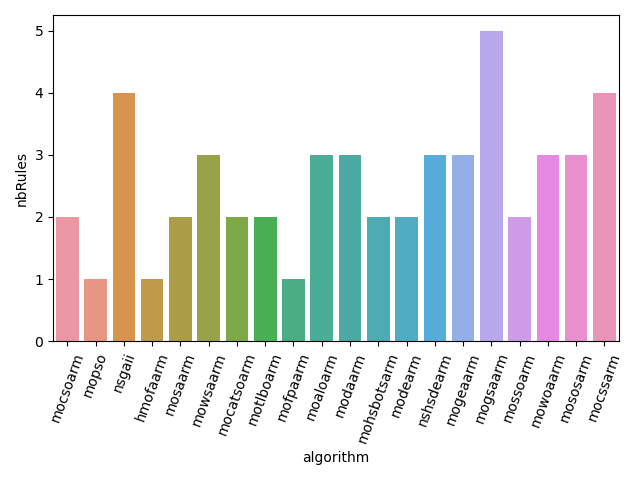 5
4
3
2
1
0
nbRules
mocsoarm
mopso
nsgaii
hmofaarm
mosaarm
mowsaarm
mocatsoarm
motlboarm
mofpaarm
moaloarm
modaarm
mohsbotsarm
modearm
nshsdearm
mogeaarm
mogsaarm
mossoarm
mowoaarm
mososarm
mocssarm
algorithm